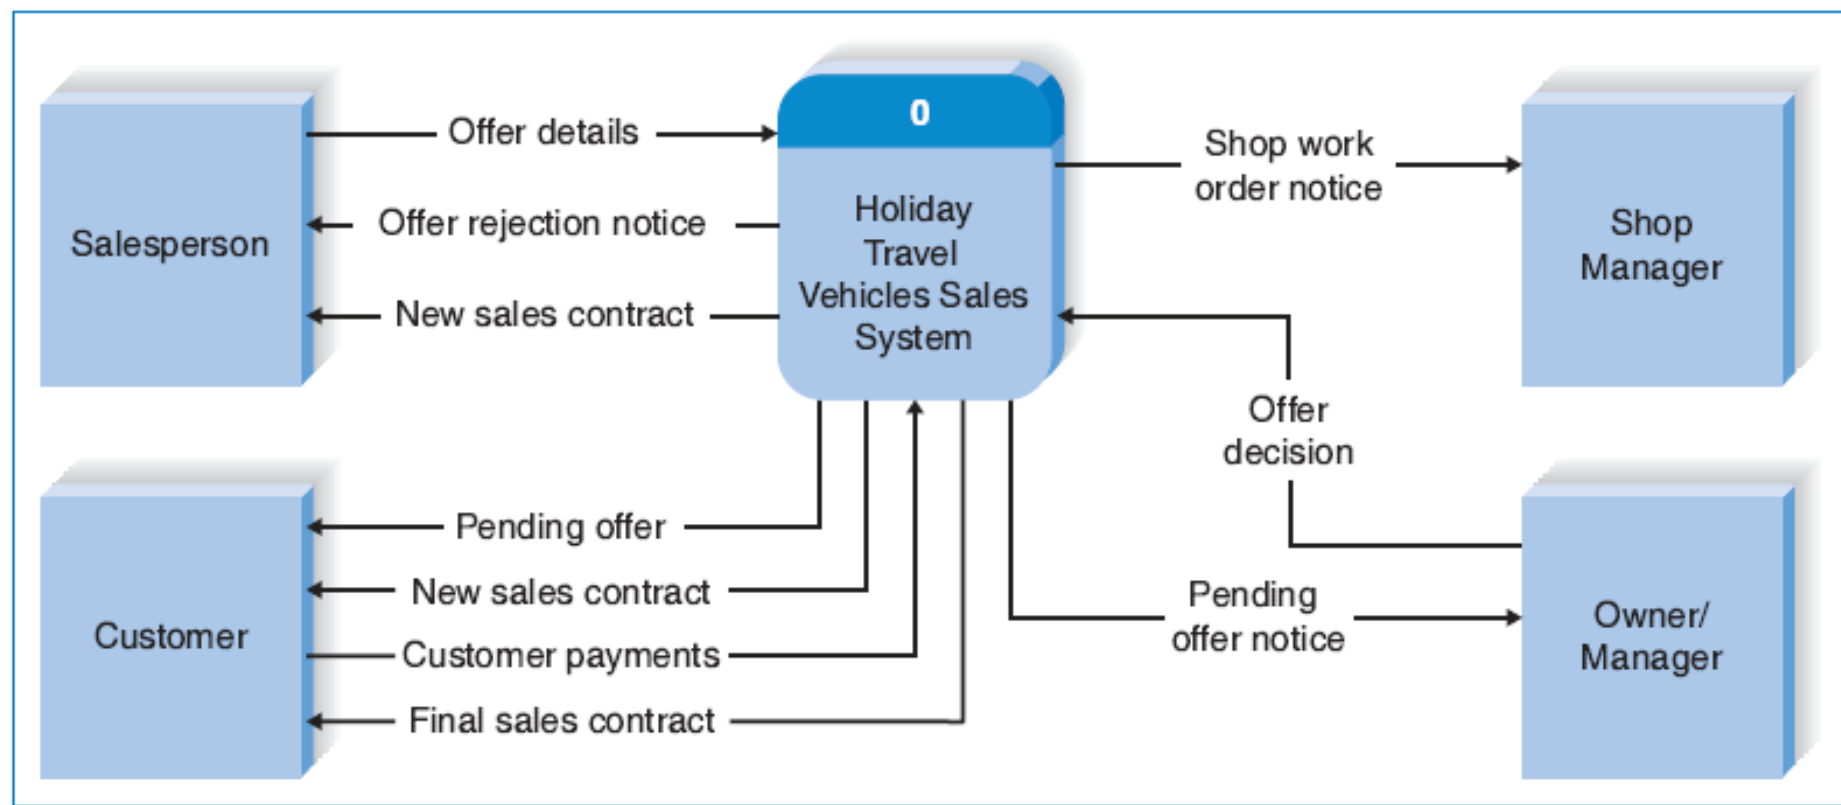 0
Holiday
Travel
Vehicles Sales
System
Salesperson
Offer details
Offer rejection notice
New sales contract
Shop work
order notice
Shop
Manager
Offer
decision
Customer
Pending offer
New sales contract
Customer payments
Final sales contract
Pending
offer notice
Owner/
Manager